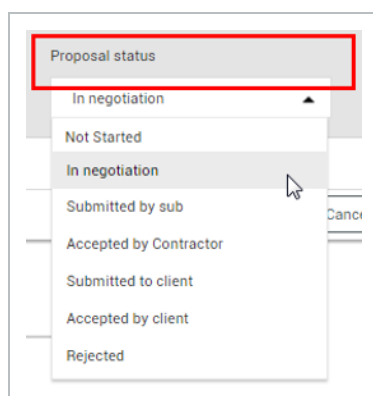 Proposal status
In negotiation
Not Started
In negotiation
Submitted by sub
Cance
Accepted by Contractor
Submitted to client
Accepted by client
Rejected